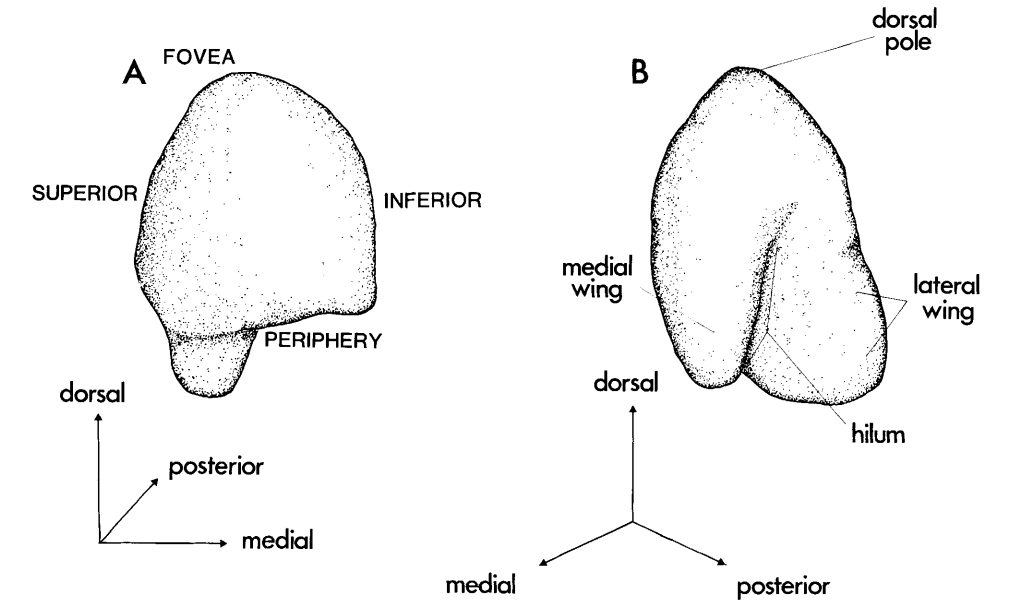 A
FOVEA
SUPERIOR
INFERIOR
PERIPHERY
dorsal
posterior
medial
B
dorsal
pole
medial
wing
lateral
wing
hilum
dorsal
medial
posterior